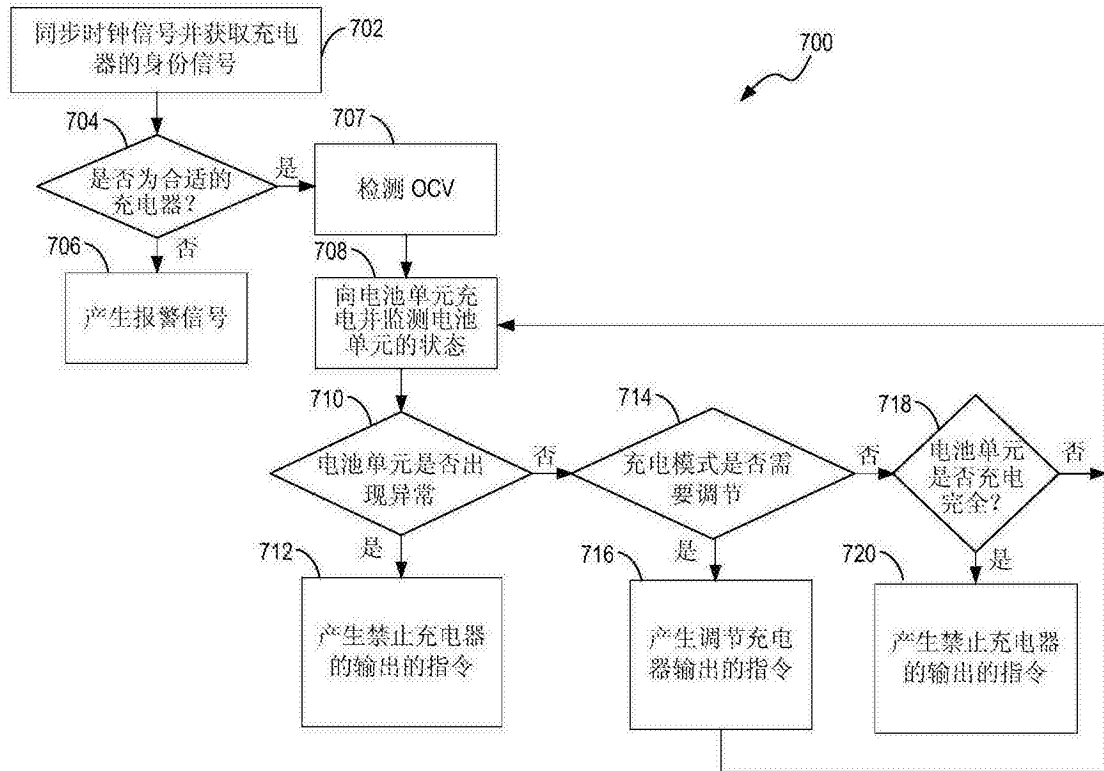 同步时钟信号并获取充电
器的身份信号
702
700
704
是否为合适的
充电器?
是
否
707
检测 OCV
706
产生报警信号
708
向电池单元充
电并监测电池
单元的状态
710
电池单元是否出
现异常
否
是
714
充电模式是否需
要调节
否
是
718
电池单元
是否充电
完全?
否
是
712
产生禁止充电器
的输出的指令
716
产生调节充电
器输出的指令
720
产生禁止充电器
的输出的指令